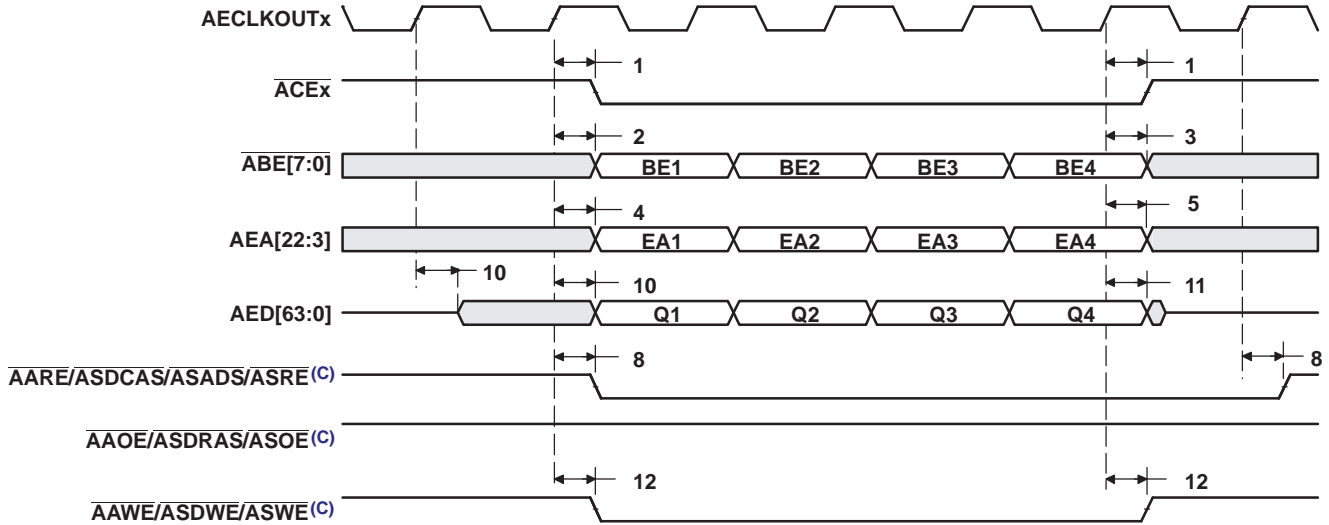 AECLKOUTx
1 1
ACEx
2 3
ABE[7:0] BE1 BE2 BE3 BE4
4 5
AEA[22:3] EA1 EA2 EA3 EA4
10 10 11
AED[63:0] Q1 Q2 Q3 Q4
8 8
AARE/ASDCAS/ASADS/ASRE(C)
AAOE/ASDRAS/ASOE(C)
12 12
AAWE/ASDWE/ASWE(C)